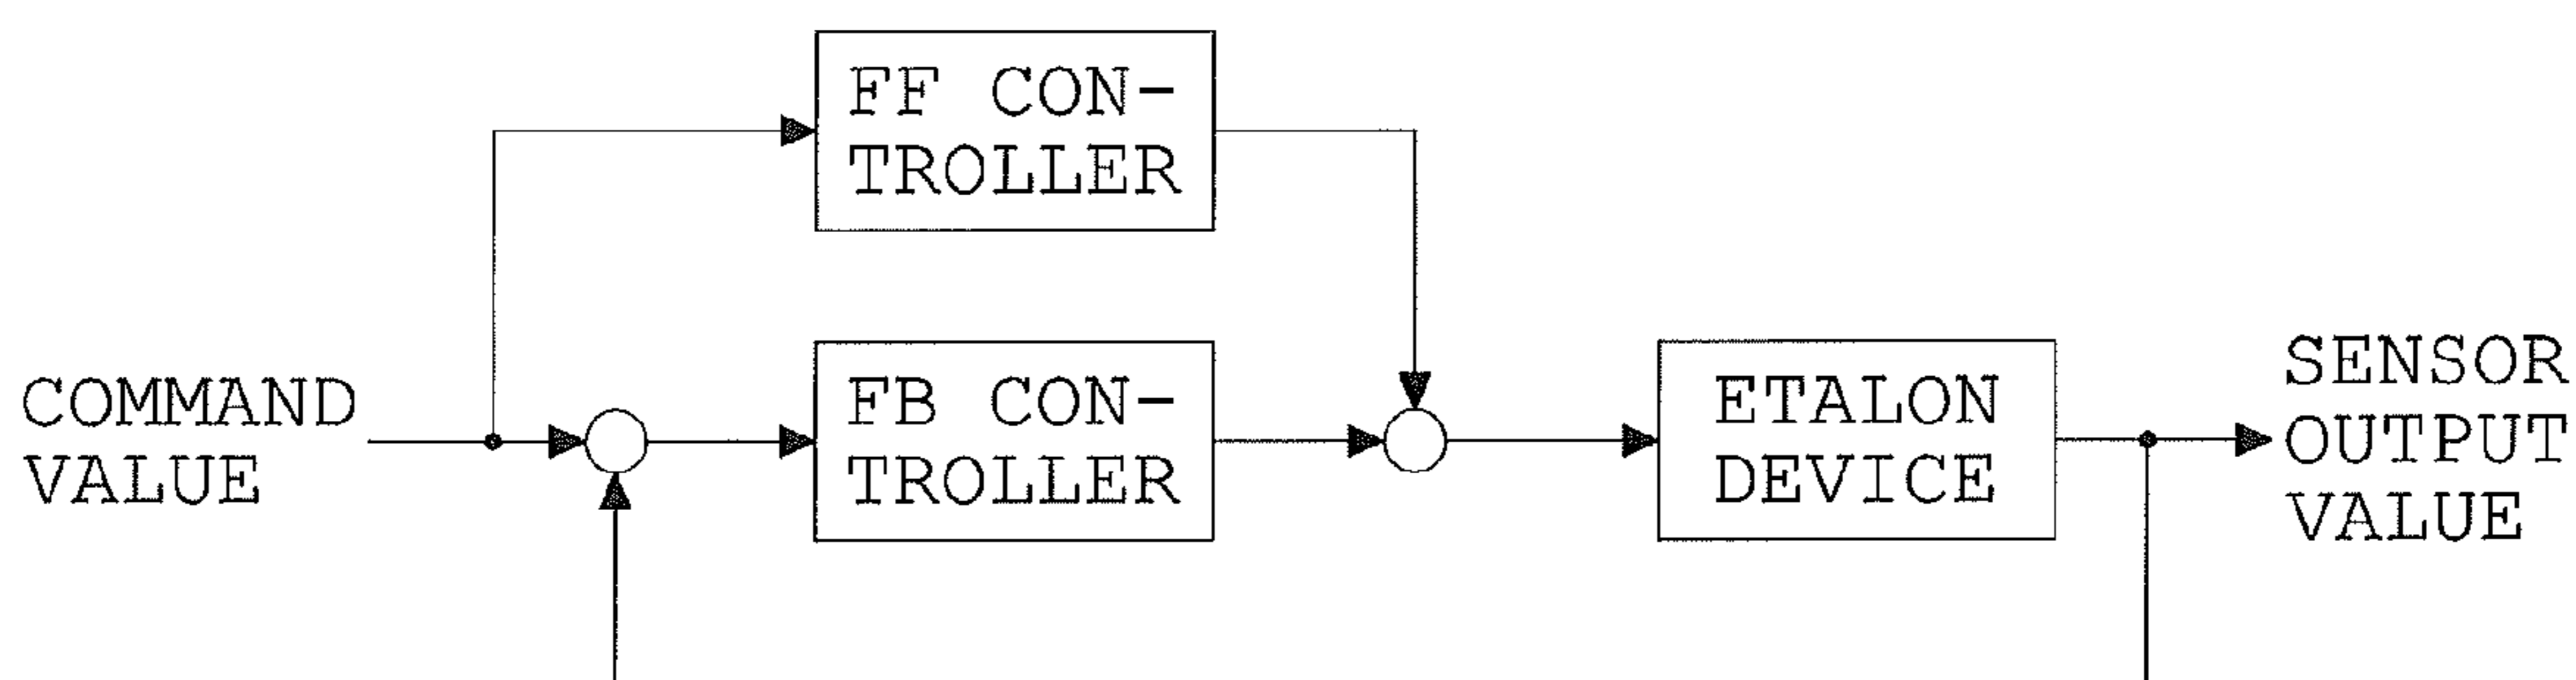 FF CON-
TROLLER
COMMAND
VALUE
FB CON-
TROLLER
ETALON
DEVICE
SENSOR
OUTPUT
VALUE